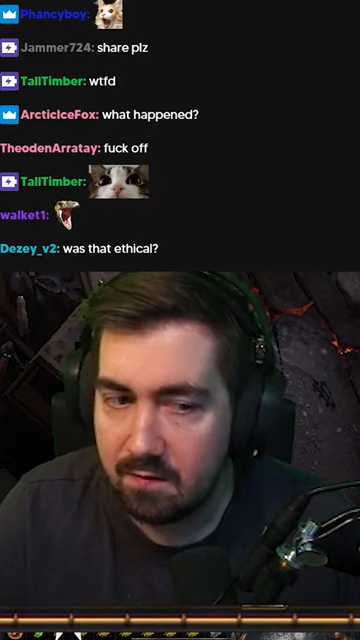 Phancyboy:
Jammer724: share plz
TallTimber: wtfd
ArcticIceFox: what happened?
TheodenArratay: fuck off
TallTimber:
walket1:
Dezey_v2: was that ethical?